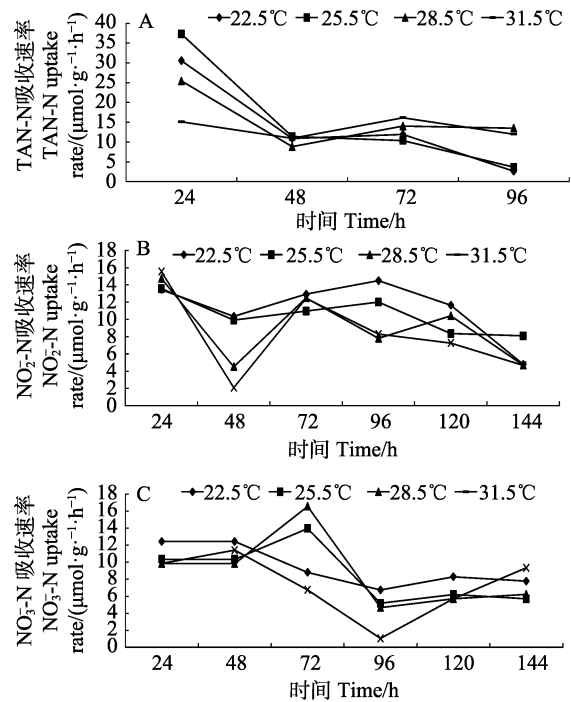 A
22.5℃ 25.5℃ 28.5℃ 31.5℃
TAN-N吸收速率
TAN-N uptake
rate/(μmol·g⁻¹·h⁻¹)
40
35
30
25
20
15
10
5
0
24 48 72 96
时间 Time/h
B
22.5℃ 25.5℃ 28.5℃ 31.5℃
NO₂⁻-N吸收速率
NO₂⁻-N uptake
rate/(μmol·g⁻¹·h⁻¹)
18
16
14
12
10
8
6
4
2
0
24 48 72 96 120 144
时间 Time/h
C
22.5℃ 25.5℃ 28.5℃ 31.5℃
NO₃⁻-N 吸收速率
NO₃⁻-N uptake
rate/(μmol·g⁻¹·h⁻¹)
18
16
14
12
10
8
6
4
2
0
24 48 72 96 120 144
时间 Time/h